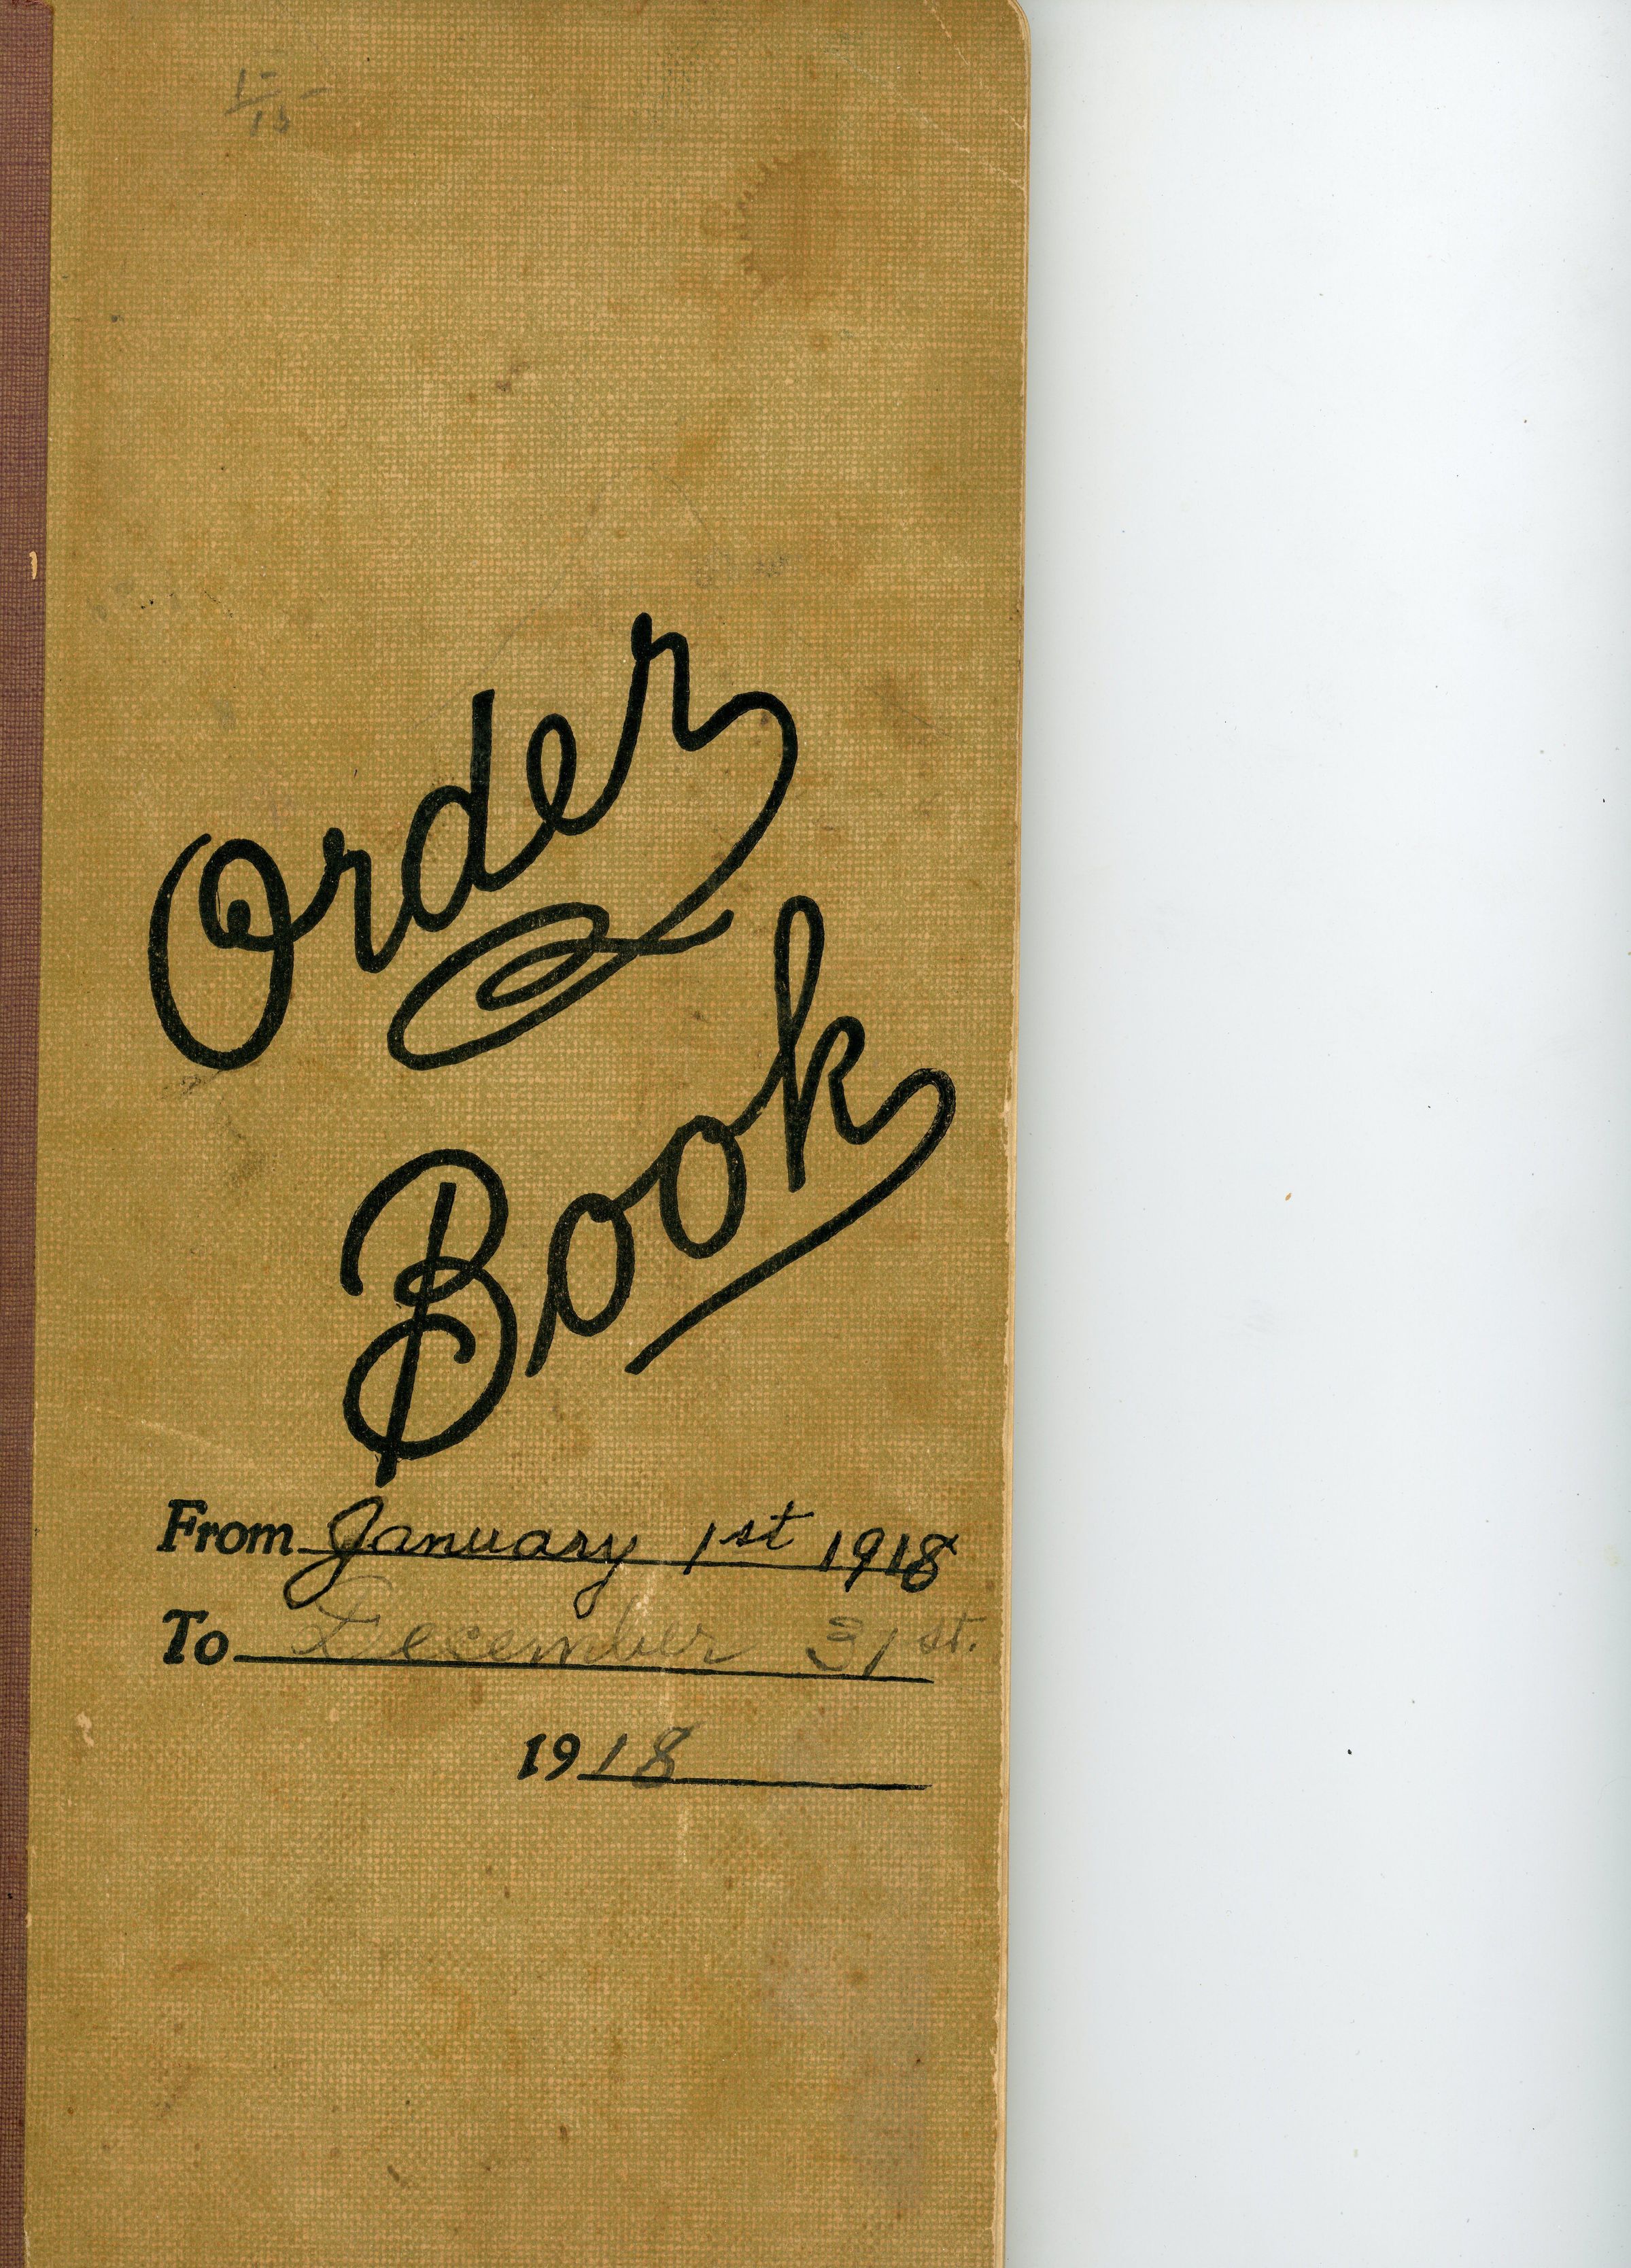 Order
Book
From January 1st 1918
To December 31st.
1918